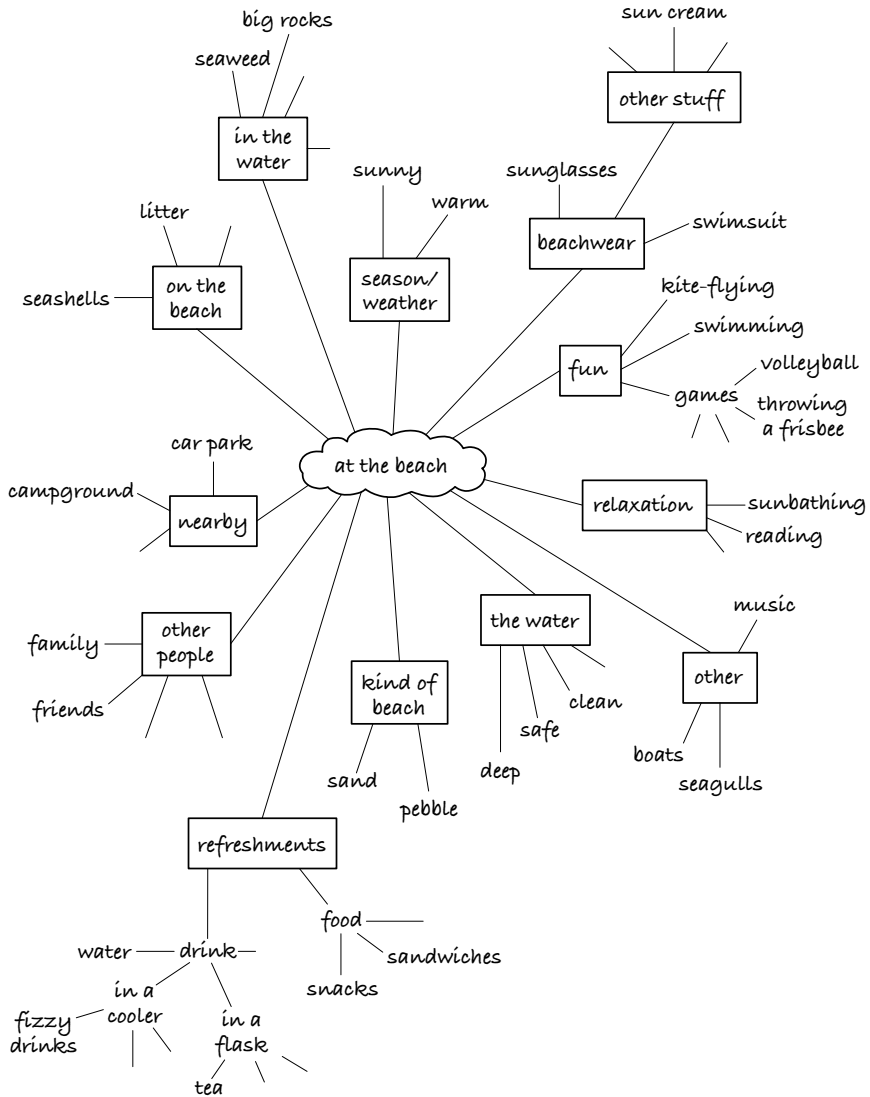 big rocks
sun cream
seaweed
other stuff
in the
water
sunny
sunglasses
warm
litter
swimsuit
beachwear
on the
beach
season/
weather
kite-flying
seashells
swimming
fun
volleyball
games
throwing
a frisbee
car park
at the beach
campground
nearby
relaxation
sunbathing
reading
music
the water
other
people
family
kind of
beach
other
friends
clean
safe
boats
deep
sand
seagulls
pebble
refreshments
food
water
drink
sandwiches
snacks
in a
cooler
fizzy
drinks
in a
flask
tea